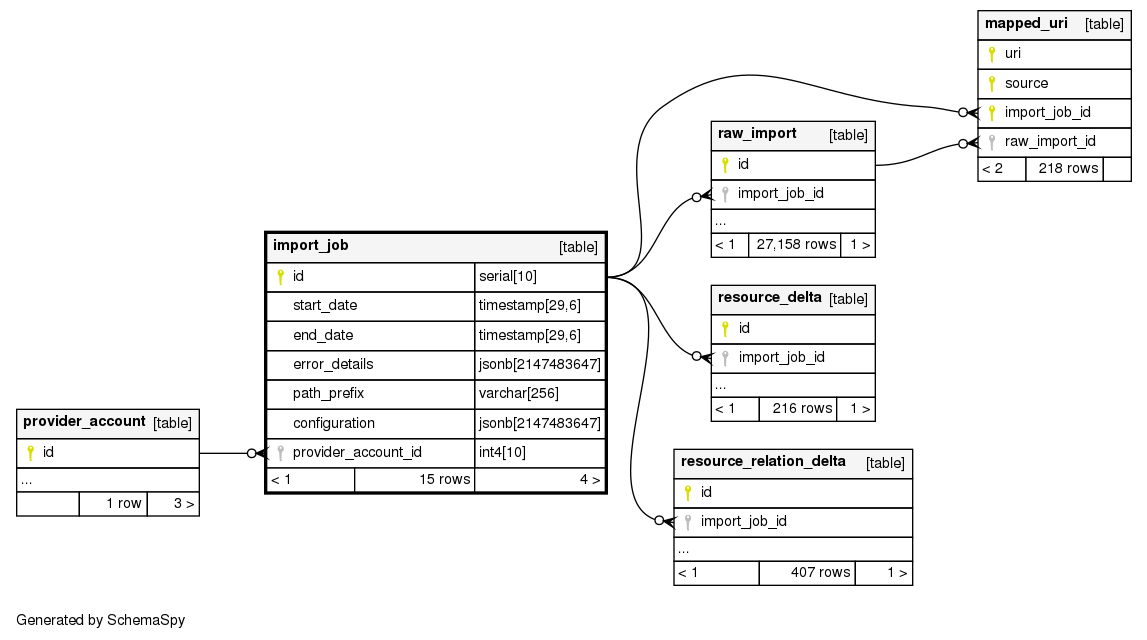 mapped_uri [table]
uri
source
import_job_id
raw_import_id
< 2 218 rows
raw_import [table]
id
import_job_id
...
< 1 27,158 rows 1 >
import_job [table]
id serial[10]
start_date timestamp[29,6]
end_date timestamp[29,6]
error_details jsonb[2147483647]
path_prefix varchar[256]
configuration jsonb[2147483647]
provider_account_id int4[10]
< 1 15 rows 4 >
resource_delta [table]
id
import_job_id
...
< 1 216 rows 1 >
provider_account [table]
id
...
1 row 3 >
resource_relation_delta [table]
id
import_job_id
...
< 1 407 rows 1 >
Generated by SchemaSpy